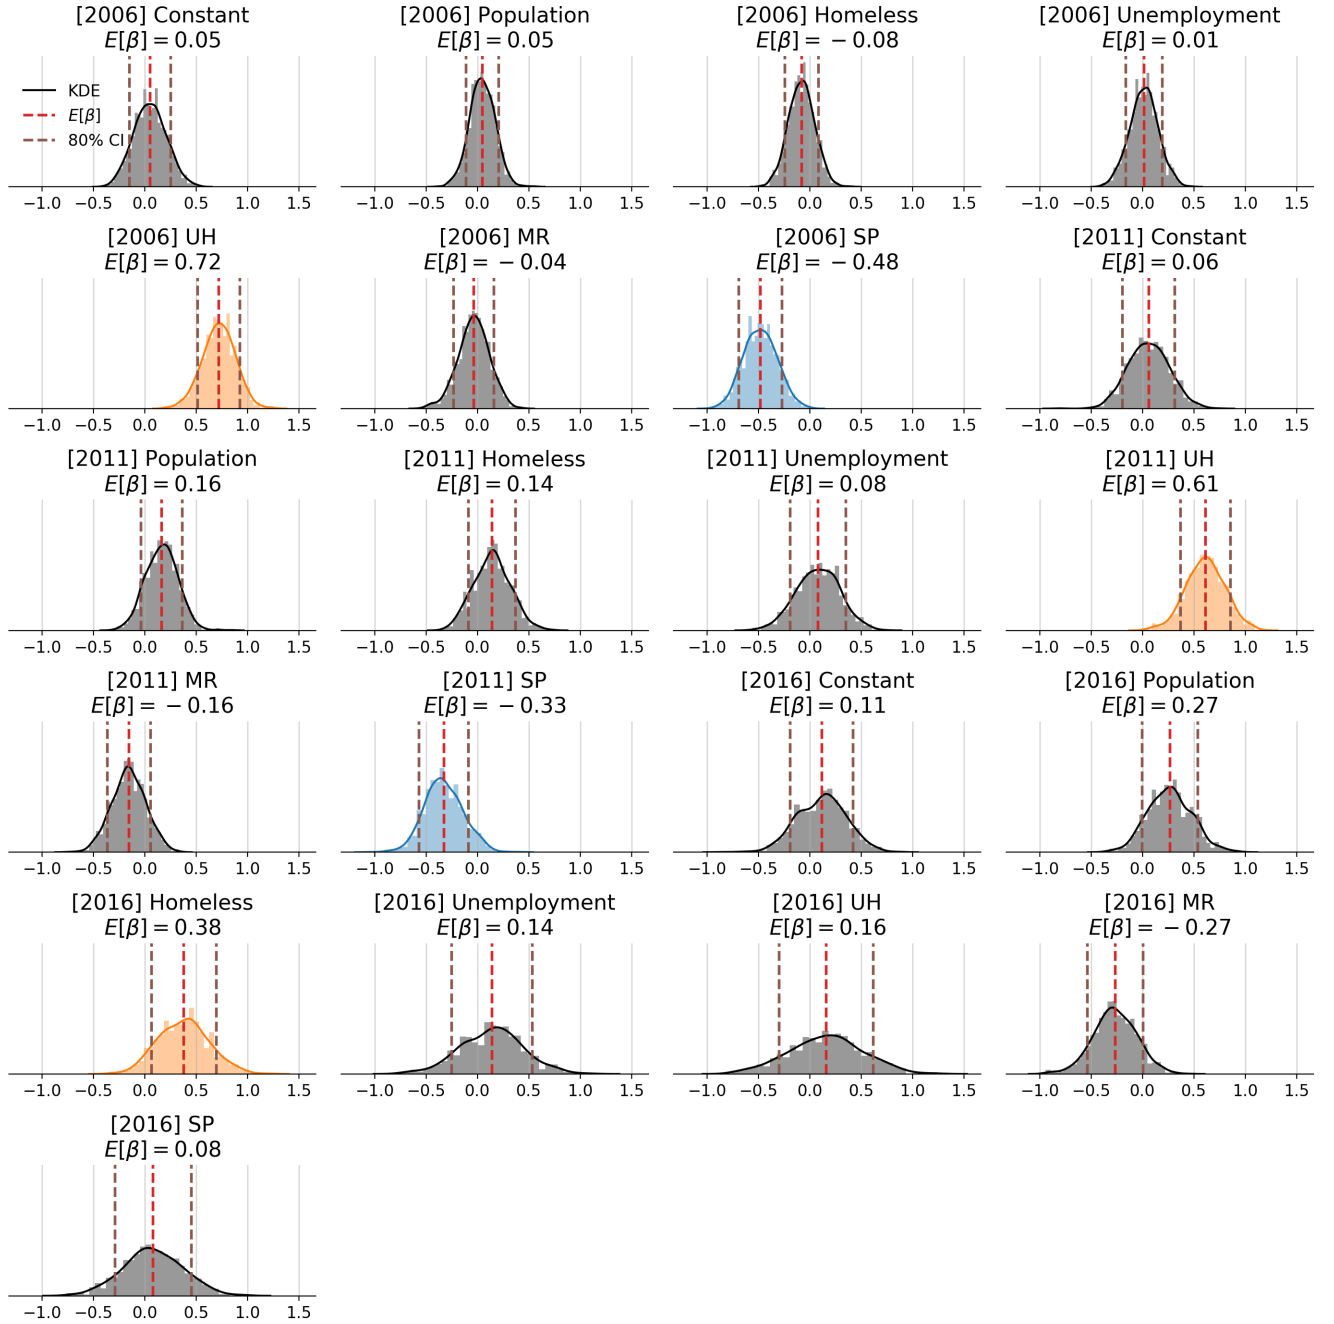 [2006] Constant
E[β] = 0.05
KDE
E[β]
80% CI
−1.0 −0.5 0.0 0.5 1.0 1.5
[2006] Population
E[β] = 0.05
−1.0 −0.5 0.0 0.5 1.0 1.5
[2006] Homeless
E[β] = −0.08
−1.0 −0.5 0.0 0.5 1.0 1.5
[2006] Unemployment
E[β] = 0.01
−1.0 −0.5 0.0 0.5 1.0 1.5
[2006] UH
E[β] = 0.72
−1.0 −0.5 0.0 0.5 1.0 1.5
[2006] MR
E[β] = −0.04
−1.0 −0.5 0.0 0.5 1.0 1.5
[2006] SP
E[β] = −0.48
−1.0 −0.5 0.0 0.5 1.0 1.5
[2011] Constant
E[β] = 0.06
−1.0 −0.5 0.0 0.5 1.0 1.5
[2011] Population
E[β] = 0.16
−1.0 −0.5 0.0 0.5 1.0 1.5
[2011] Homeless
E[β] = 0.14
−1.0 −0.5 0.0 0.5 1.0 1.5
[2011] Unemployment
E[β] = 0.08
−1.0 −0.5 0.0 0.5 1.0 1.5
[2011] UH
E[β] = 0.61
−1.0 −0.5 0.0 0.5 1.0 1.5
[2011] MR
E[β] = −0.16
−1.0 −0.5 0.0 0.5 1.0 1.5
[2011] SP
E[β] = −0.33
−1.0 −0.5 0.0 0.5 1.0 1.5
[2016] Constant
E[β] = 0.11
−1.0 −0.5 0.0 0.5 1.0 1.5
[2016] Population
E[β] = 0.27
−1.0 −0.5 0.0 0.5 1.0 1.5
[2016] Homeless
E[β] = 0.38
−1.0 −0.5 0.0 0.5 1.0 1.5
[2016] Unemployment
E[β] = 0.14
−1.0 −0.5 0.0 0.5 1.0 1.5
[2016] UH
E[β] = 0.16
−1.0 −0.5 0.0 0.5 1.0 1.5
[2016] MR
E[β] = −0.27
−1.0 −0.5 0.0 0.5 1.0 1.5
[2016] SP
E[β] = 0.08
−1.0 −0.5 0.0 0.5 1.0 1.5